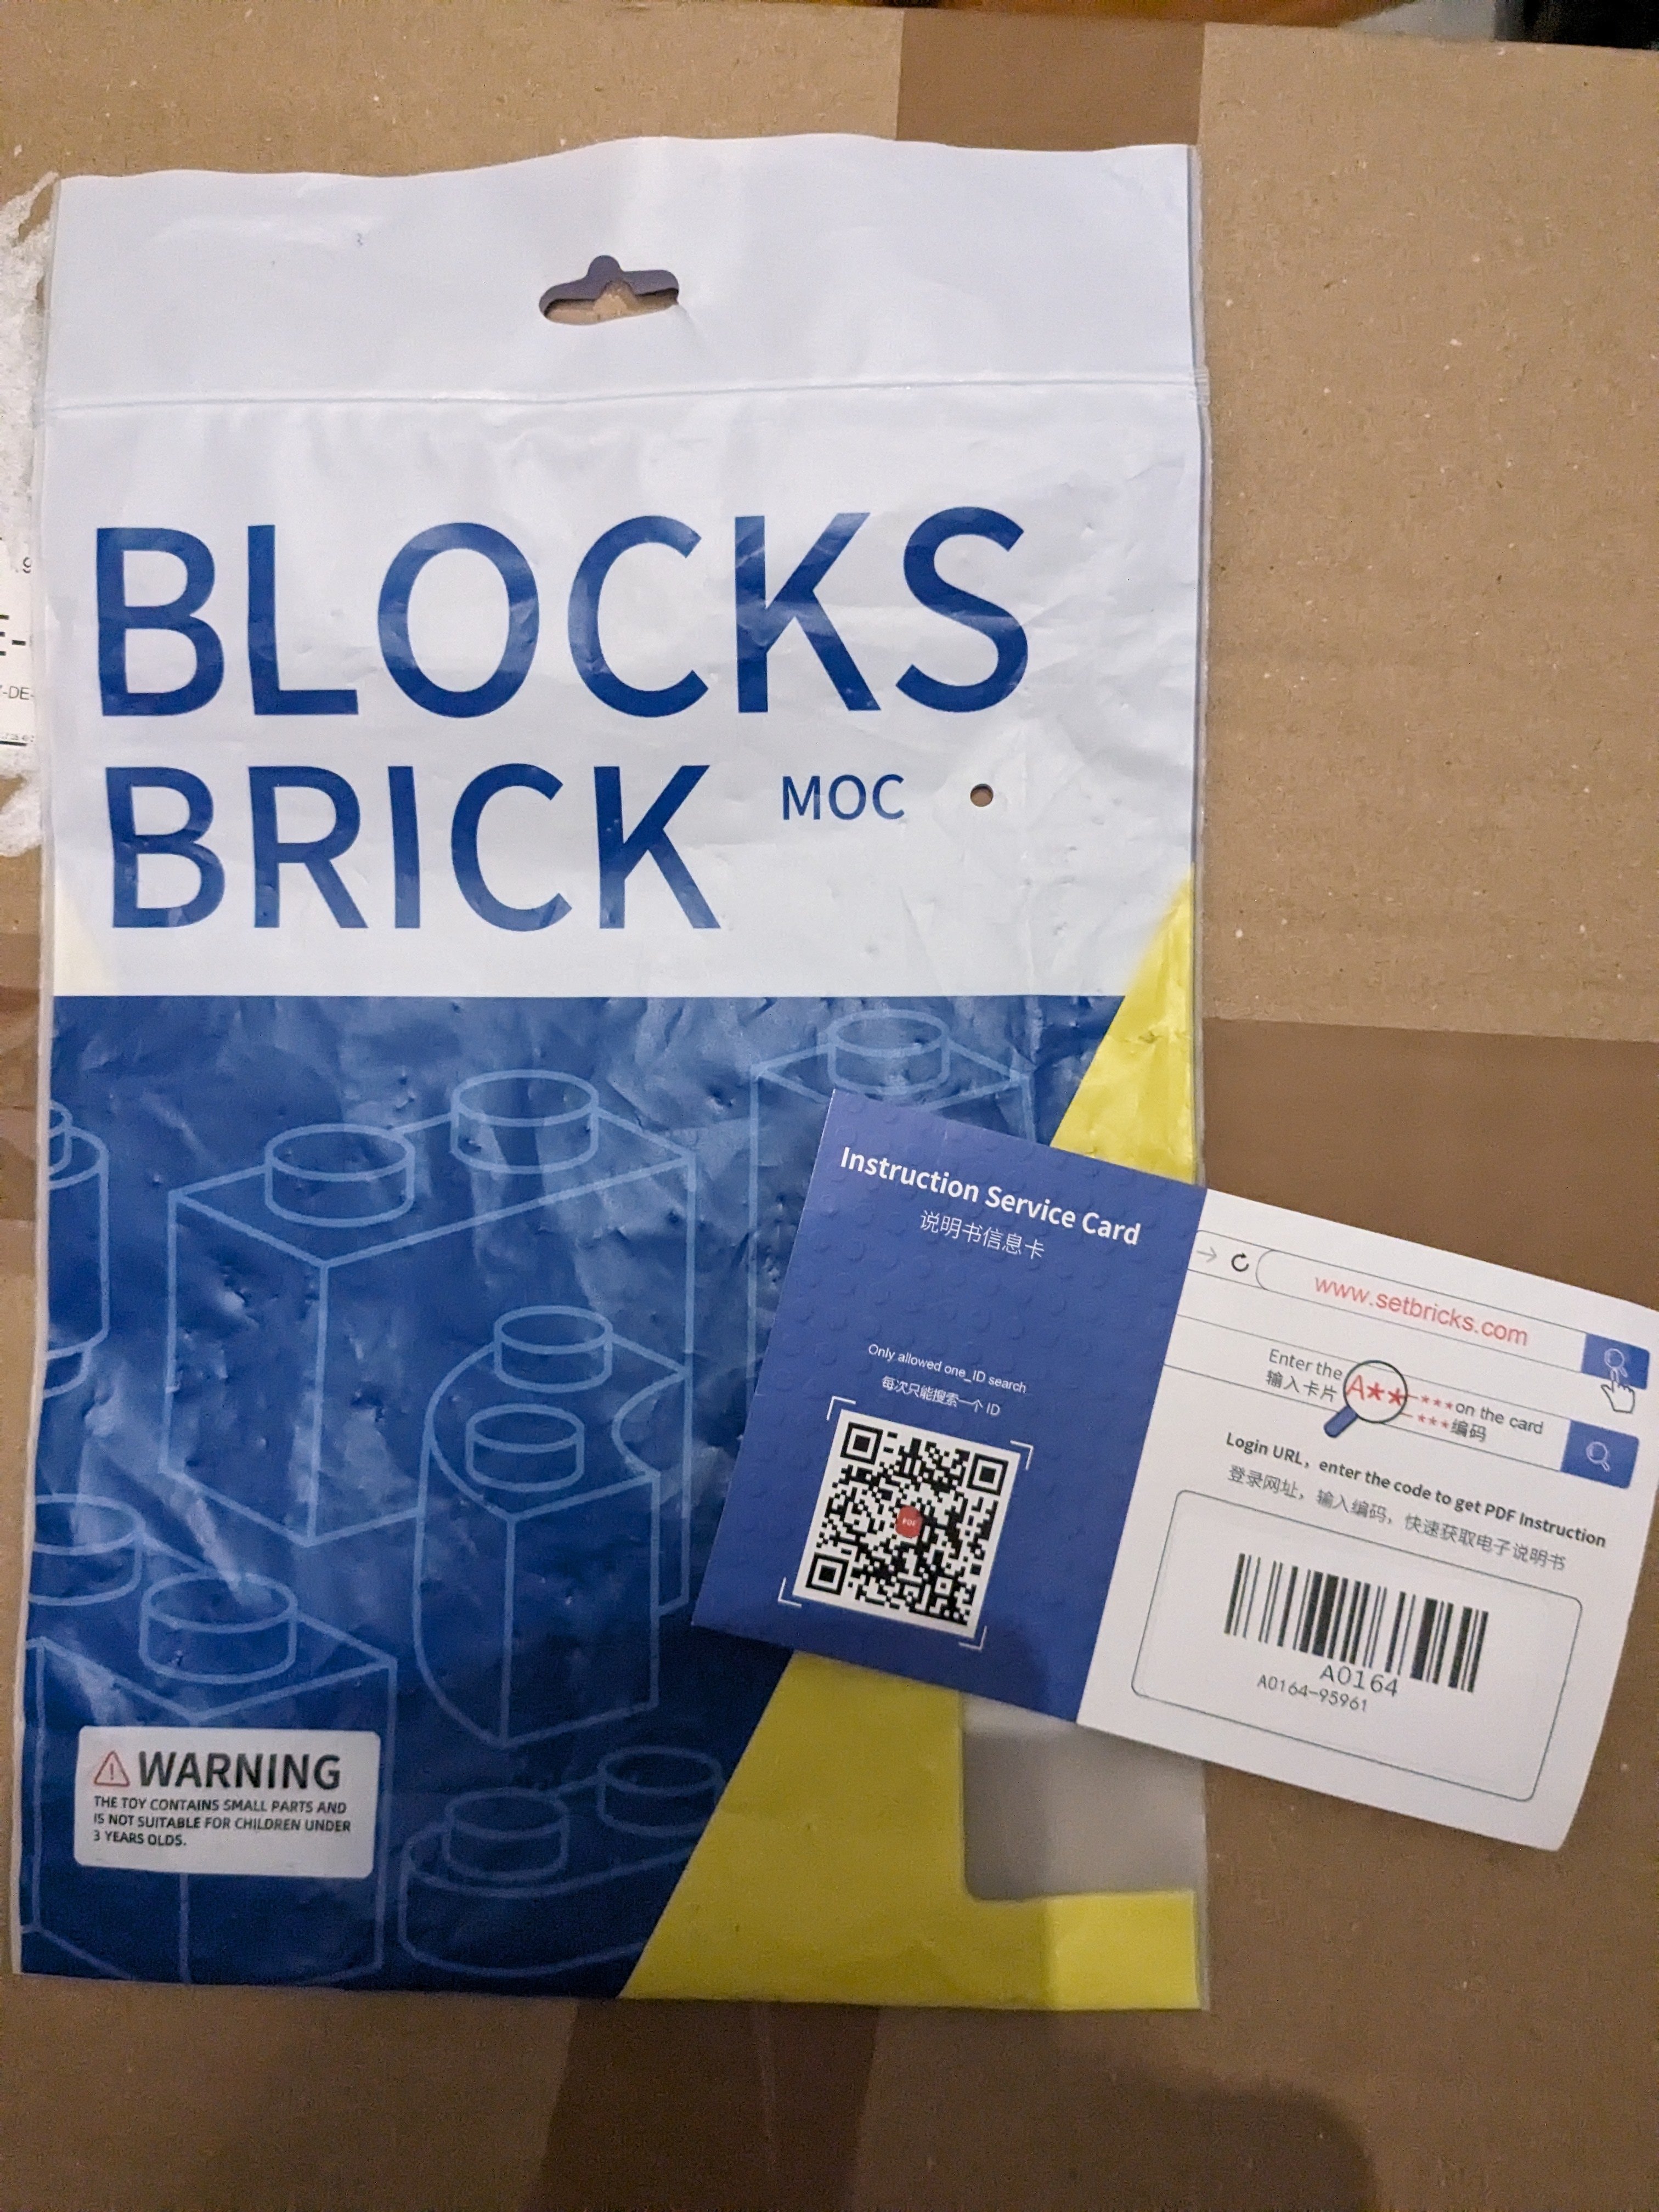 BLOCKS
BRICK MOC
WARNING
THE TOY CONTAINS SMALL PARTS AND
IS NOT SUITABLE FOR CHILDREN UNDER
3 YEARS OLDS.
Instruction Service Card
说明书信息卡
Only allowed one_ID search
每次只能搜索一个 ID
PDF
www.setbricks.com
Enter the A**-***on the card
输入卡片 -***编码
Login URL, enter the code to get PDF Instruction
登录网址，输入编码，快速获取电子说明书
A0164
A0164-95961
9
E-
-DE-